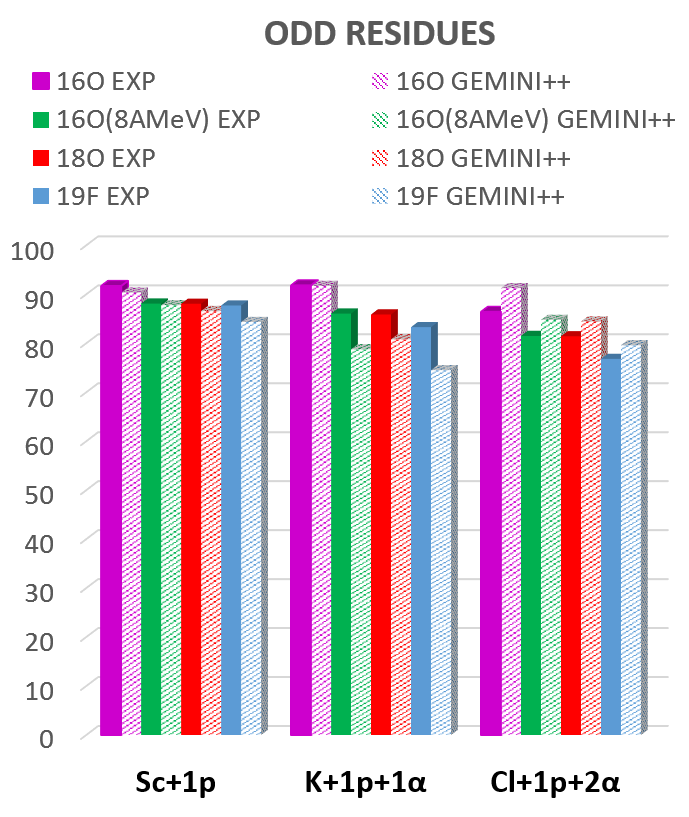 ODD RESIDUES
16O EXP
16O GEMINI++
16O(8AMeV) EXP
16O(8AMeV) GEMINI++
18O EXP
18O GEMINI++
19F EXP
19F GEMINI++
100
90
80
70
60
50
40
30
20
10
0
Sc+1p
K+1p+1α
Cl+1p+2α